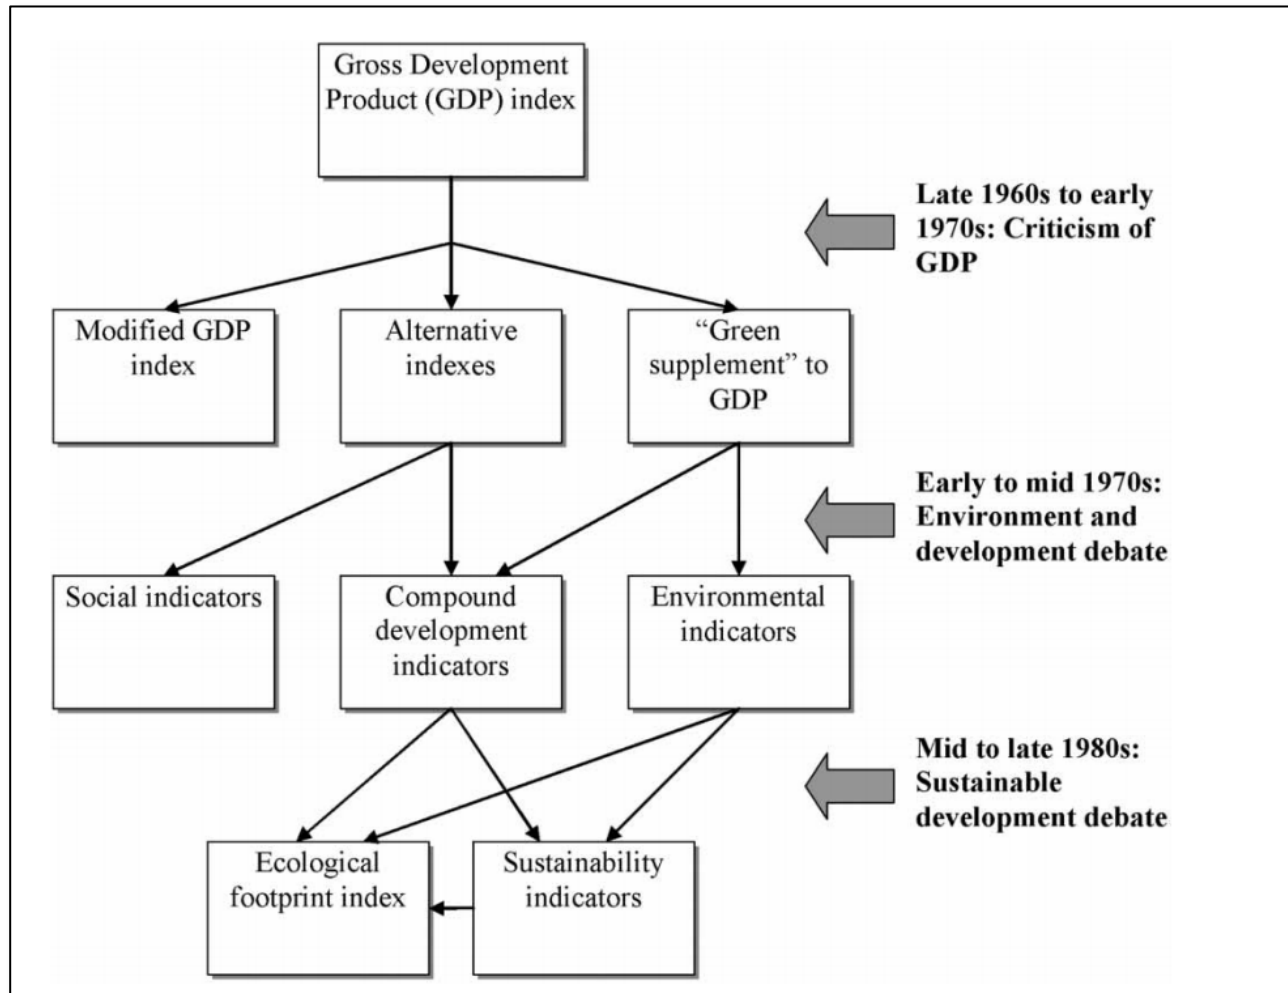 Gross Development
Product (GDP) index
Late 1960s to early
1970s: Criticism of
GDP
Modified GDP
index
Alternative
indexes
“Green
supplement” to
GDP
Early to mid 1970s:
Environment and
development debate
Social indicators
Compound
development
indicators
Environmental
indicators
Mid to late 1980s:
Sustainable
development debate
Ecological
footprint index
Sustainability
indicators